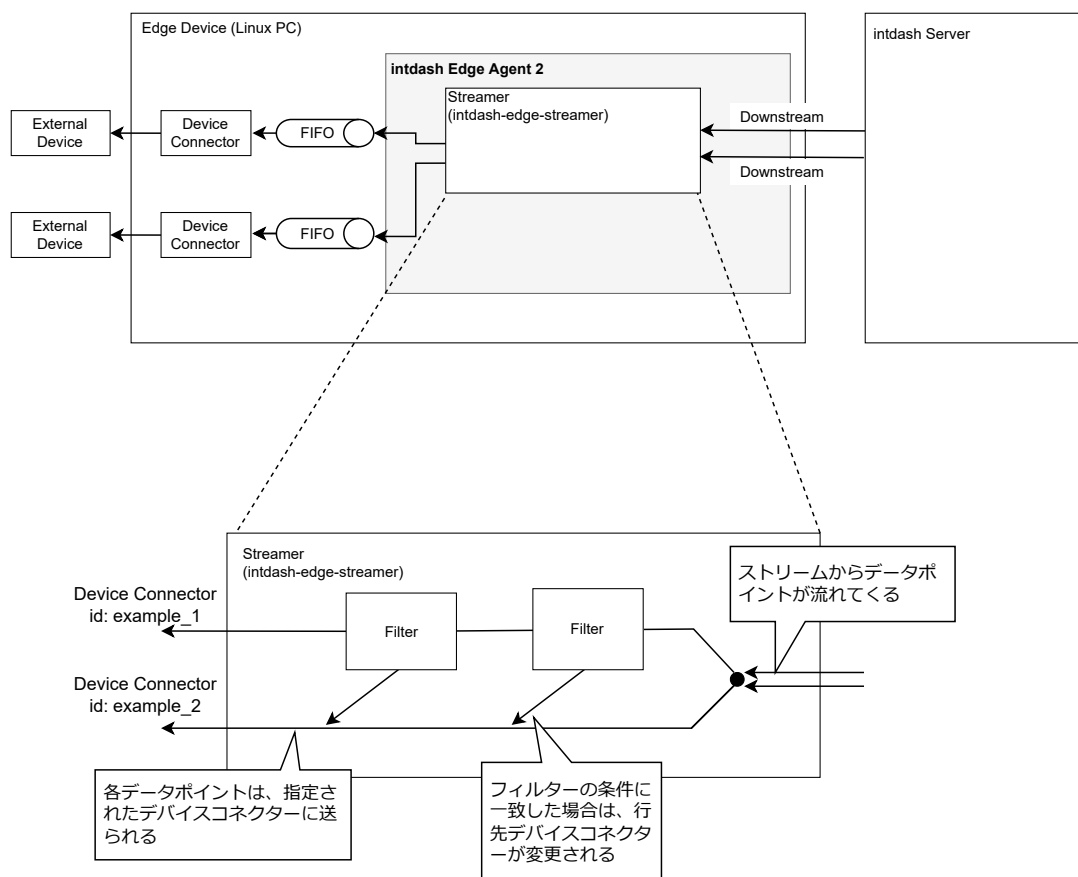 Edge Device (Linux PC)
intdash Server
intdash Edge Agent 2
Streamer
(intdash-edge-streamer)
Downstream
Downstream
External
Device
Device
Connector
FIFO
External
Device
Device
Connector
FIFO
Streamer
(intdash-edge-streamer)
ストリームからデータポ
イントが流れてくる
Device Connector
id: example_1
Filter
Filter
Device Connector
id: example_2
各データポイントは、指定さ
れたデバイスコネクターに送
られる
フィルターの条件に
一致した場合は、行
先デバイスコネクター
が変更される